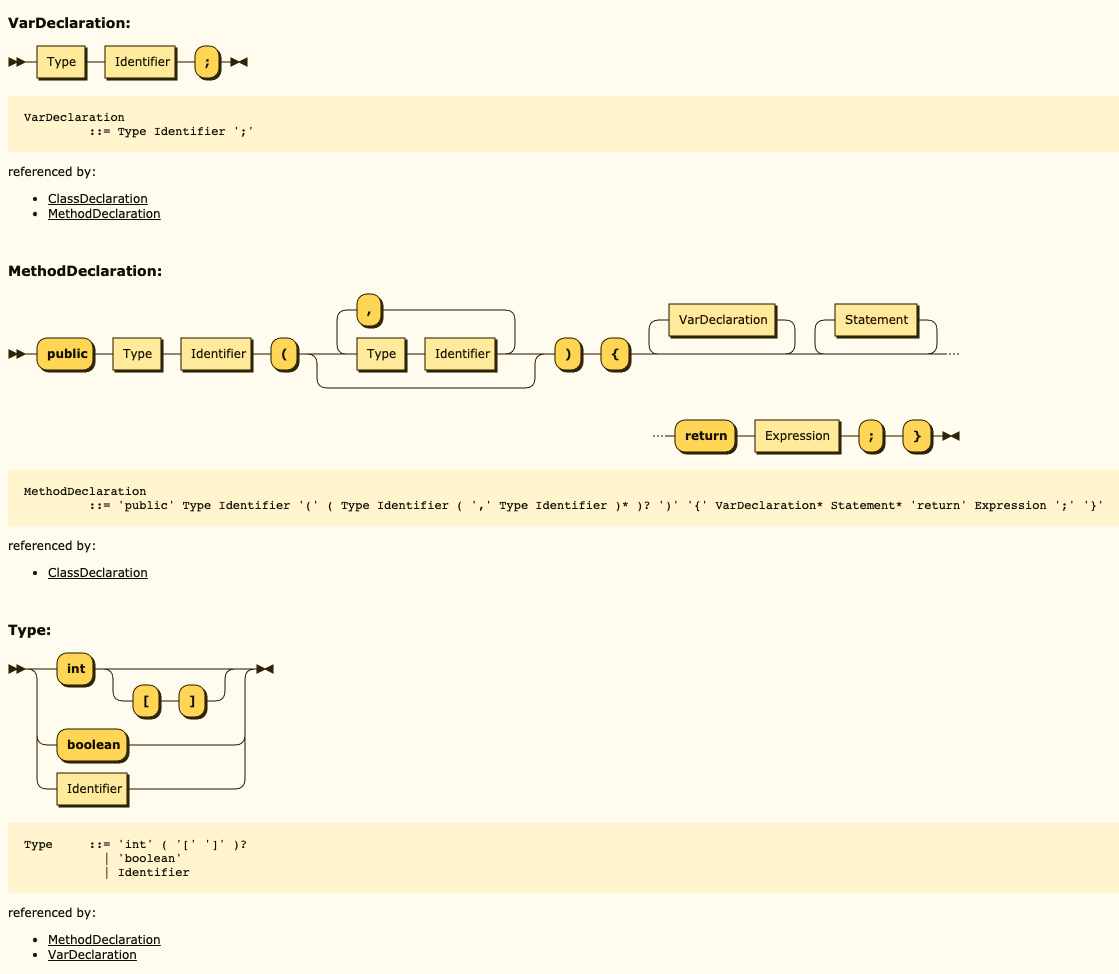 VarDeclaration:
Type Identifier ;
VarDeclaration
::= Type Identifier ';'
referenced by:
• ClassDeclaration
• MethodDeclaration
MethodDeclaration:
, VarDeclaration Statement
public Type Identifier ( Type Identifier ) {
return Expression ; }
MethodDeclaration
::= 'public' Type Identifier '(' ( Type Identifier ( ',' Type Identifier )* )? ')' '{' VarDeclaration* Statement* 'return' Expression ';' '}'
referenced by:
• ClassDeclaration
Type:
int
[ ]
boolean
Identifier
Type ::= 'int' ( '[' ']' )?
| 'boolean'
| Identifier
referenced by:
• MethodDeclaration
• VarDeclaration